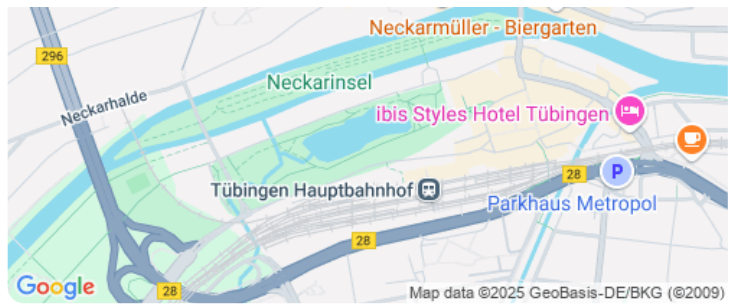 Neckarmüller - Biergarten
296
Neckarinsel
Neckarhalde
ibis Styles Hotel Tübingen
28
P
Tübingen Hauptbahnhof
Parkhaus Metropol
28
28
Google
Map data ©2025 GeoBasis-DE/BKG (©2009)